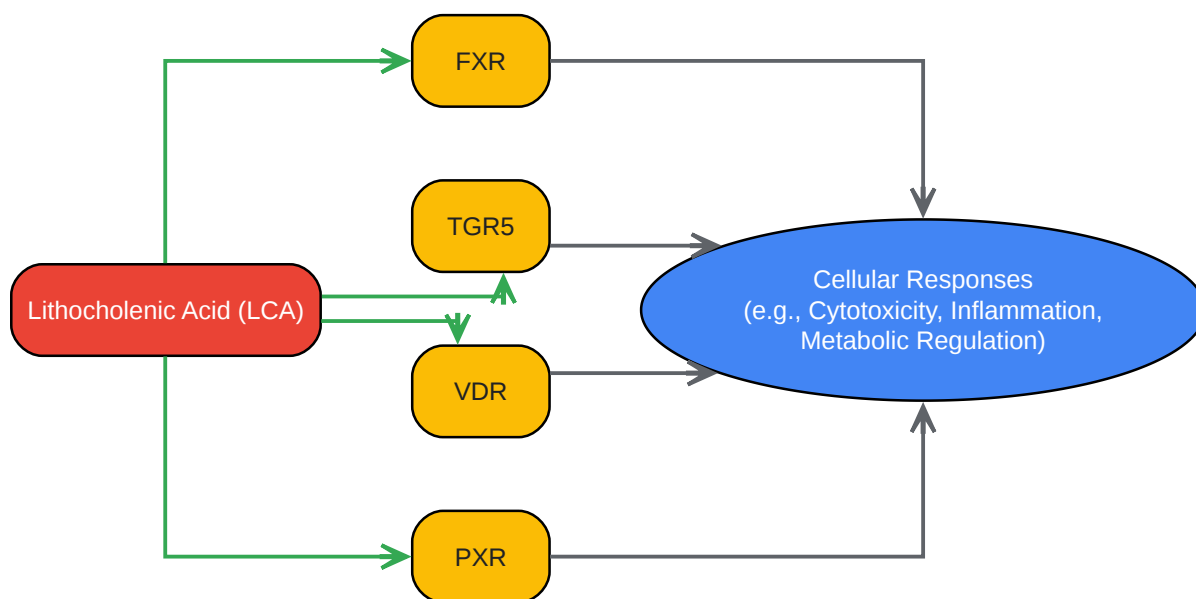 FXR
TGR5
Lithocholenic Acid (LCA)
Cellular Responses
(e.g., Cytotoxicity, Inflammation,
Metabolic Regulation)
VDR
PXR